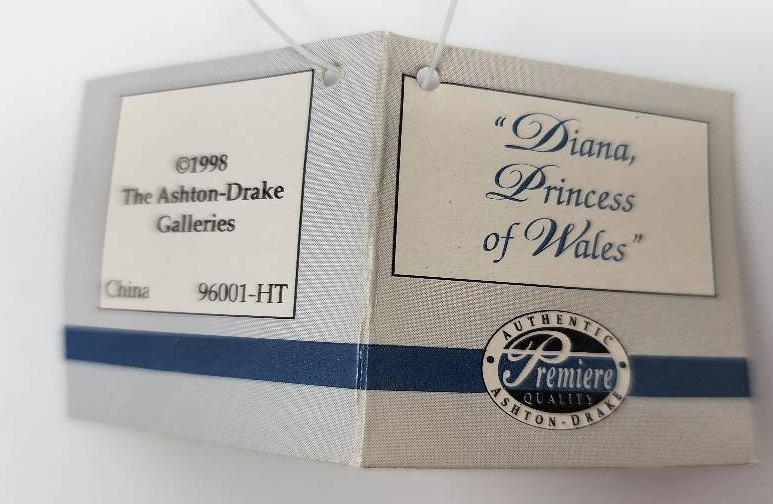 ©1998
The Ashton-Drake
Galleries
China 96001-HT
“Diana,
Princess
of Wales”
AUTHENTIC
Premiere
QUALITY
ASHTON-DRAKE